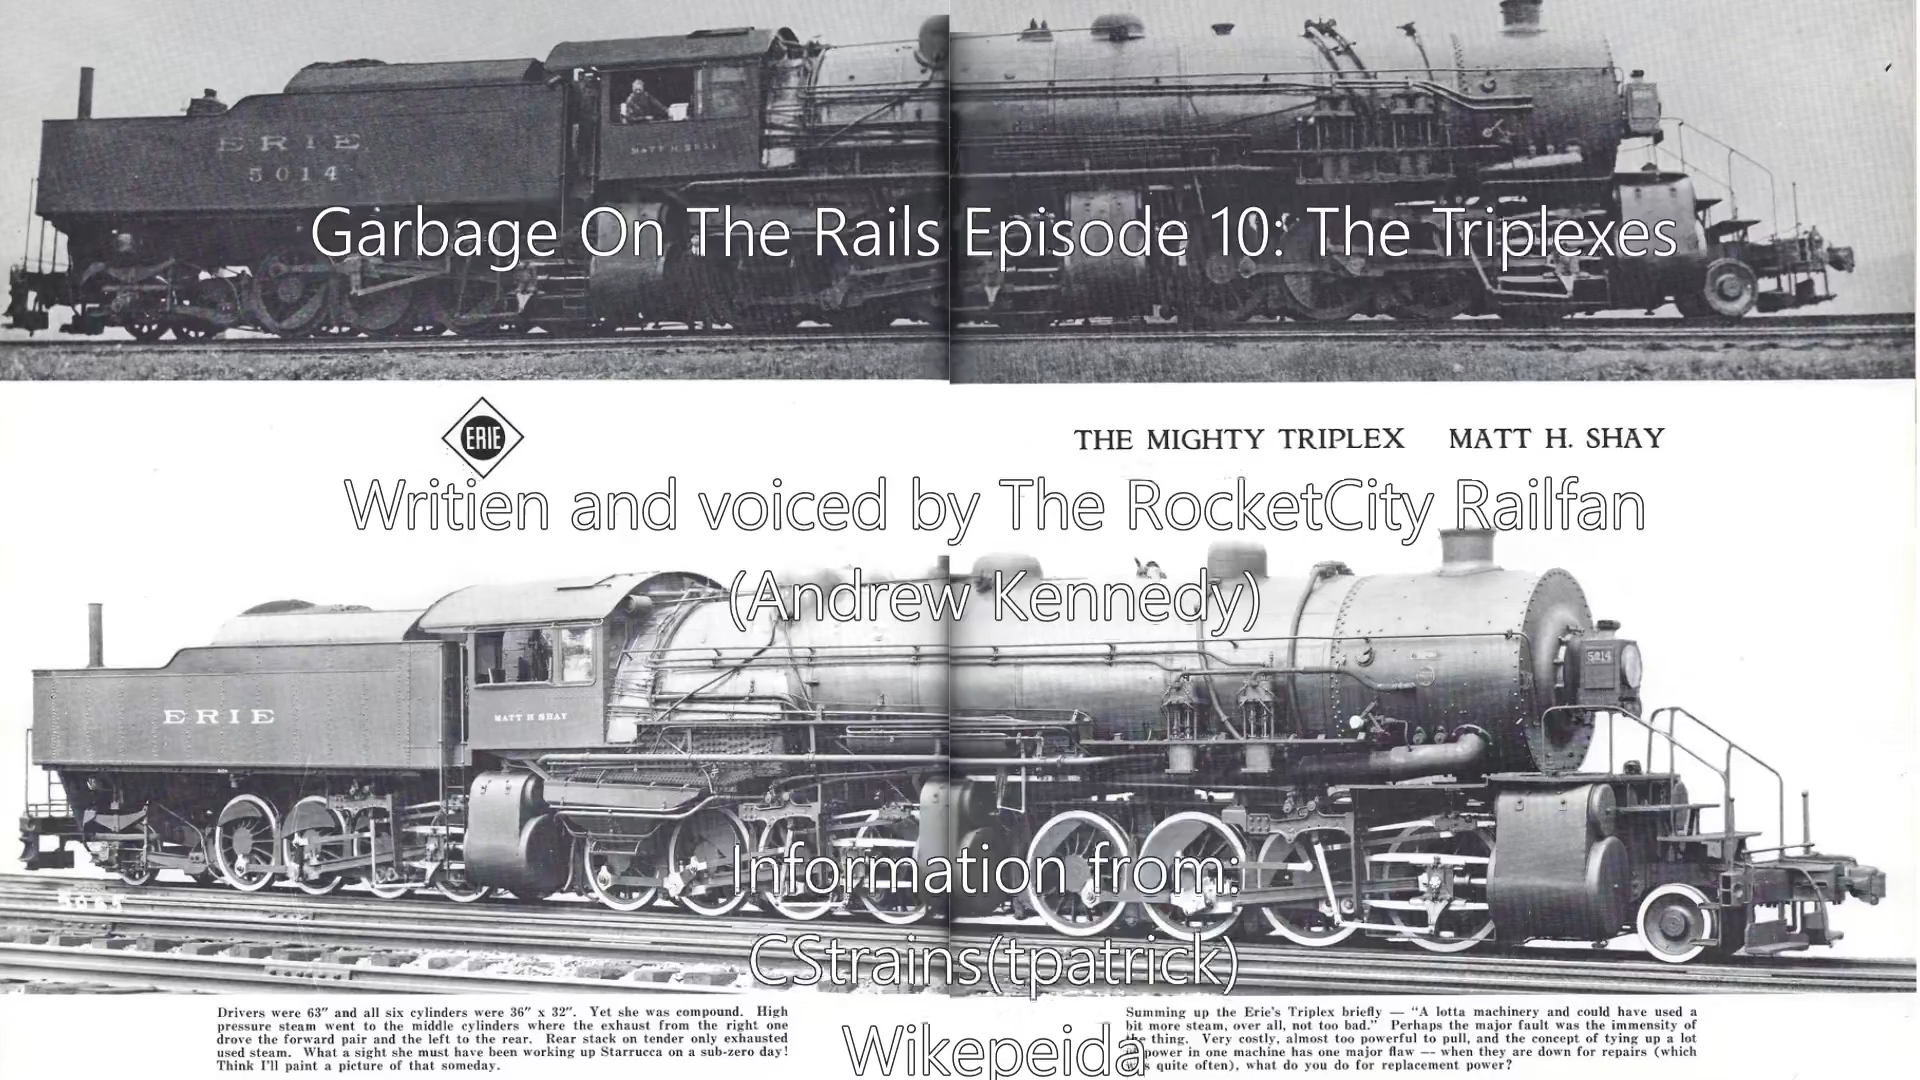 ERIE
5014
MATT H. SHAY
Garbage On The Rails Episode 10: The Triplexes
ERIE
THE MIGHTY TRIPLEX MATT H. SHAY
Writien and voiced by The RocketCity Railfan
(Andrew Kennedy)
5014
ERIE
MATT H SHAY
Information from:
CStrains(tpatrick)
Wikepeida
Drivers were 63" and all six cylinders were 36" x 32". Yet she was compound. High
pressure steam went to the middle cylinders where the exhaust from the right one
drove the forward pair and the left to the rear. Rear stack on tender only exhausted
used steam. What a sight she must have been working up Starrucca on a sub-zero day!
Think I'll paint a picture of that someday.
Summing up the Erie's Triplex briefly — "A lotta machinery and could have used a
bit more steam, over all, not too bad." Perhaps the major fault was the immensity of
the thing. Very costly, almost too powerful to pull, and the concept of tying up a lot
power in one machine has one major flaw — when they are down for repairs (which
quite often), what do you do for replacement power?